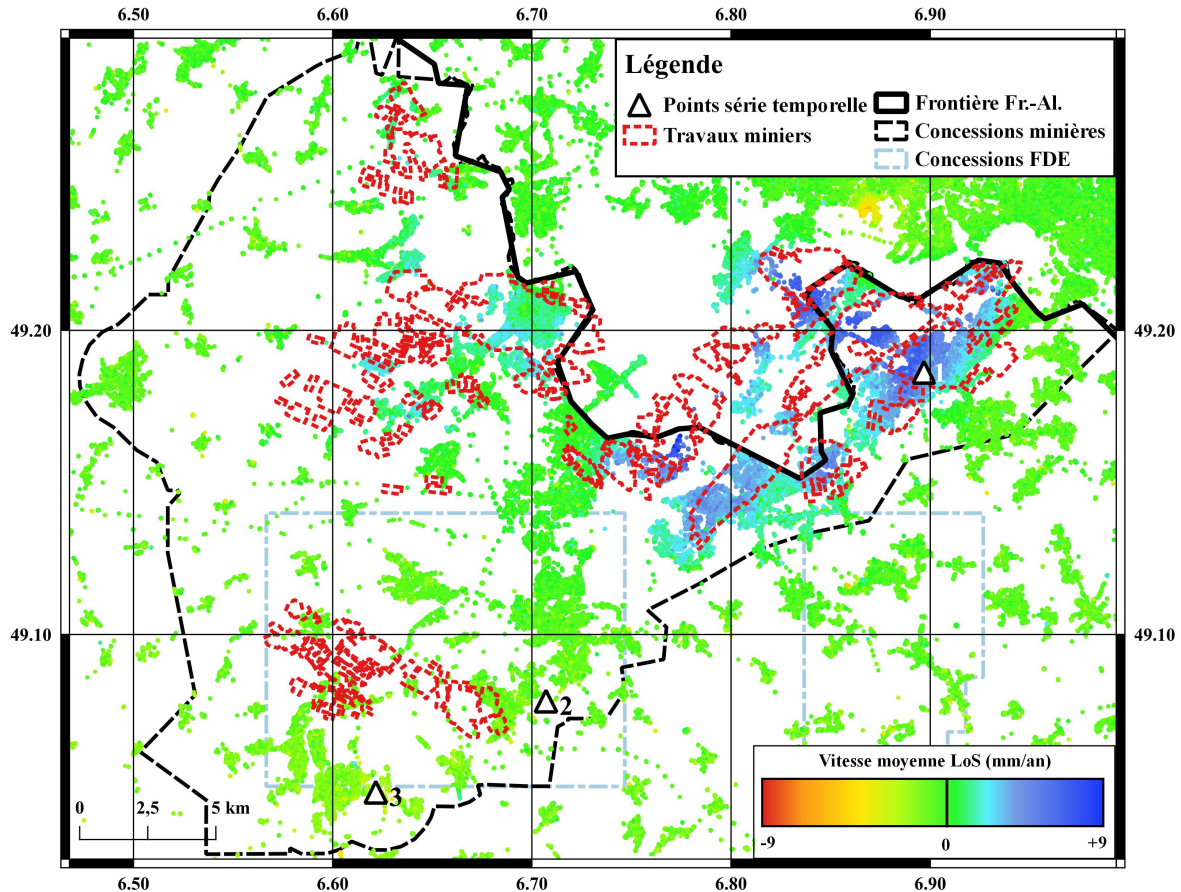 6.50 6.60 6.70 6.80 6.90
Légende
Points série temporelle
Travaux miniers
Frontière Fr.-Al.
Concessions minières
Concessions FDE
49.20 49.20
1
49.10 49.10
2
3
0 2,5 5 km
Vitesse moyenne LoS (mm/an)
-9 0 +9
6.50 6.60 6.70 6.80 6.90